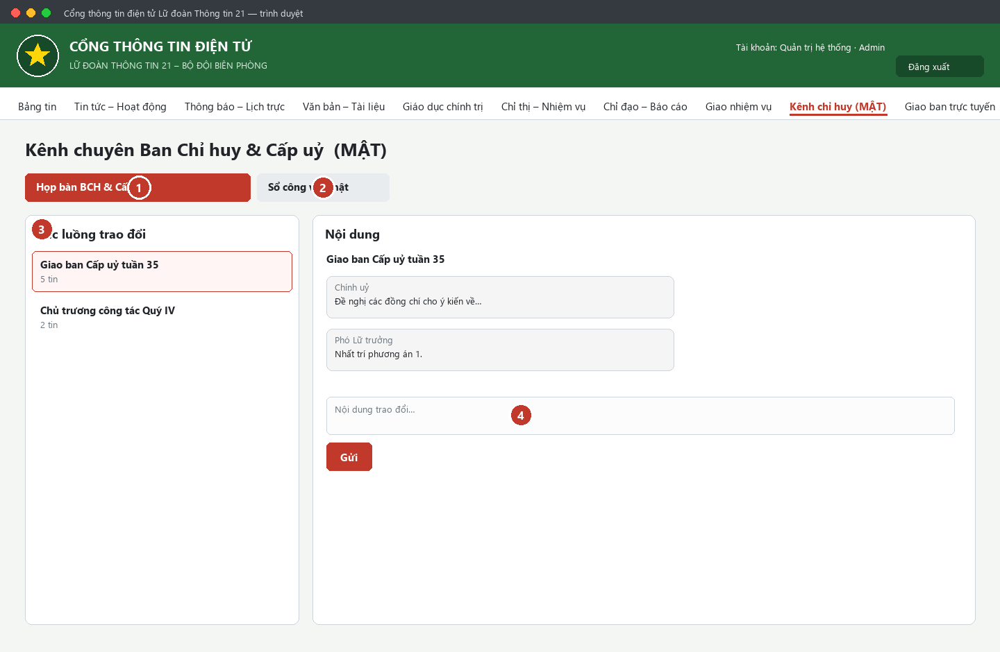 Cổng thông tin điện tử Lữ đoàn Thông tin 21 — trình duyệt
CỔNG THÔNG TIN ĐIỆN TỬ
LỮ ĐOÀN THÔNG TIN 21 – BỘ ĐỘI BIÊN PHÒNG
Tài khoản: Quản trị hệ thống · Admin
Đăng xuất
Bảng tin Tin tức – Hoạt động Thông báo – Lịch trực Văn bản – Tài liệu Giáo dục chính trị Chỉ thị – Nhiệm vụ Chỉ đạo – Báo cáo Giao nhiệm vụ Kênh chỉ huy (MẬT) Giao ban trực tuyến
Kênh chuyên Ban Chỉ huy & Cấp uỷ (MẬT)
Họp bàn BCH & 1
Sổ công 2
3 luồng trao đổi
Giao ban Cấp uỷ tuần 35
5 tin
Chủ trương công tác Quý IV
2 tin
Nội dung
Giao ban Cấp uỷ tuần 35
Chính uỷ
Đề nghị các đồng chí cho ý kiến về...
Phó Lữ trưởng
Nhất trí phương án 1.
Nội dung trao đổi... 4
Gửi